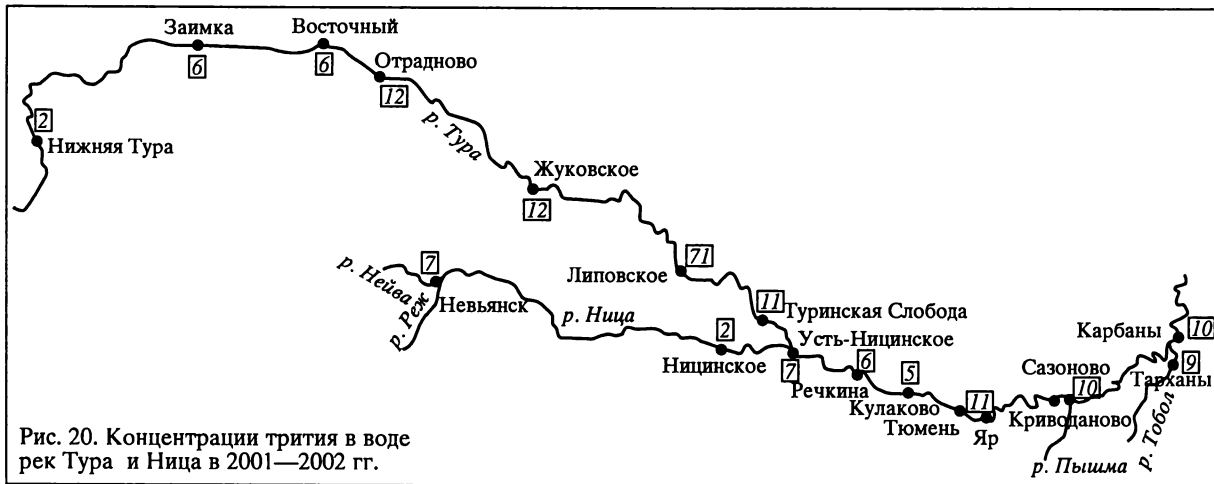 Заимка
6
Восточный
6
Отрадново
12
2
Нижняя Тура
р. Тура
Жуковское
12
Липовское
71
р. Нейва
7
Невьянск
р. Реж
р. Ница
11
Туринская Слобода
2
Ницинское
Усть-Ницинское
7
6
Речкина
5
Кулаково
Тюмень
11
Яр
Сазоново
10
Криводаново
р. Пышма
Карбаны
10
9
Тарханы
р. Тобол
Рис. 20. Концентрации трития в воде
рек Тура и Ница в 2001—2002 гг.